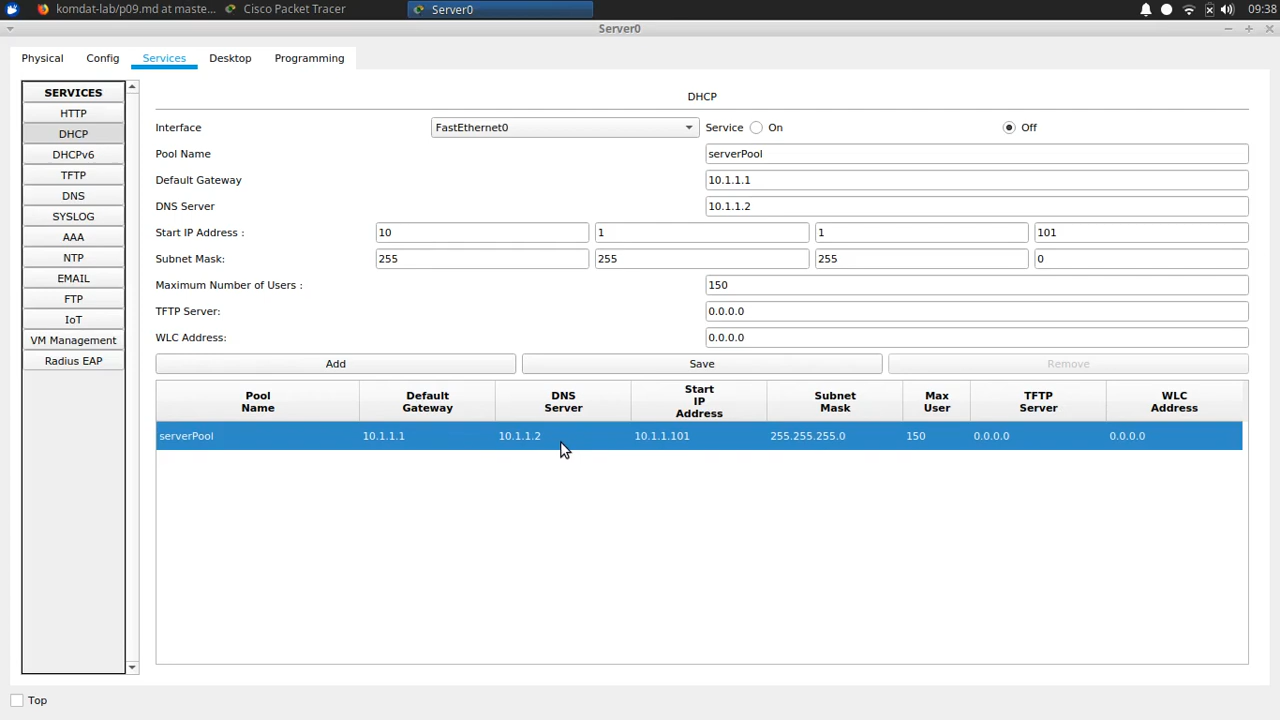 komdat-lab/p09.md at maste... Cisco Packet Tracer Server0 09:38
Server0
Physical Config Services Desktop Programming
SERVICES
HTTP
DHCP
DHCPv6
TFTP
DNS
SYSLOG
AAA
NTP
EMAIL
FTP
IoT
VM Management
Radius EAP
DHCP
Interface FastEthernet0 Service On Off
Pool Name serverPool
Default Gateway 10.1.1.1
DNS Server 10.1.1.2
Start IP Address : 10 1 1 101
Subnet Mask: 255 255 255 0
Maximum Number of Users : 150
TFTP Server: 0.0.0.0
WLC Address: 0.0.0.0
Add Save Remove
Pool Name Default Gateway DNS Server Start IP Address Subnet Mask Max User TFTP Server WLC Address
serverPool 10.1.1.1 10.1.1.2 10.1.1.101 255.255.255.0 150 0.0.0.0 0.0.0.0
Top